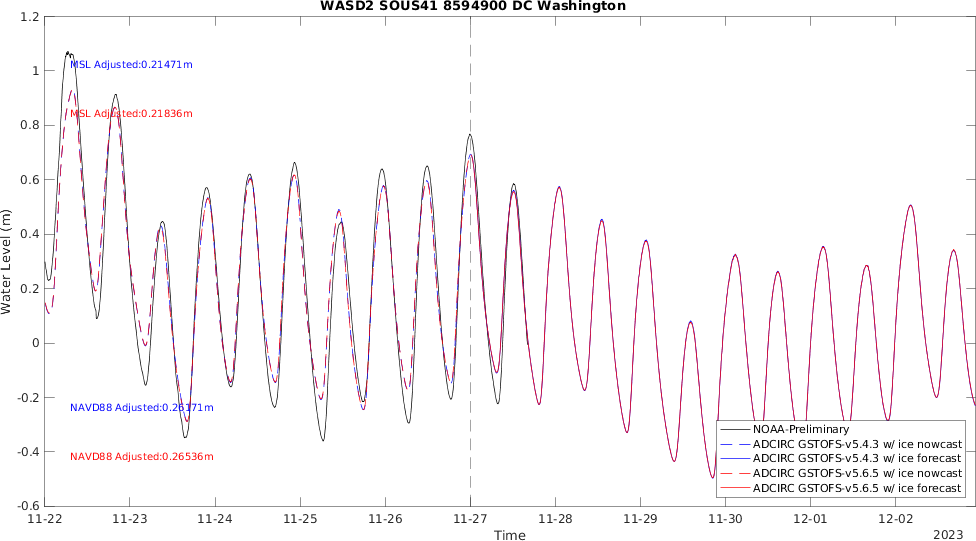 WASD2 SOUS41 8594900 DC Washington
1.2
1
0.8
0.6
0.4
0.2
0
-0.2
-0.4
-0.6
Water Level (m)
MSL Adjusted:0.21471m
MSL Adjusted:0.21836m
NAVD88 Adjusted:0.26171m
NAVD88 Adjusted:0.26536m
NOAA-Preliminary
ADCIRC GSTOFS-v5.4.3 w/ ice nowcast
ADCIRC GSTOFS-v5.4.3 w/ ice forecast
ADCIRC GSTOFS-v5.6.5 w/ ice nowcast
ADCIRC GSTOFS-v5.6.5 w/ ice forecast
11-22 11-23 11-24 11-25 11-26 11-27 11-28 11-29 11-30 12-01 12-02
Time
2023